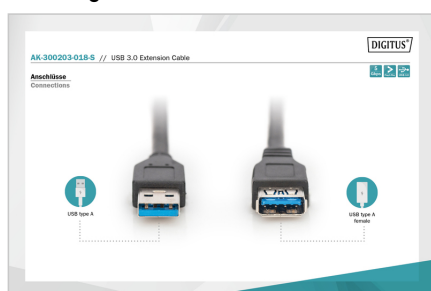 DIGITUS®
AK-300203-018-S // USB 3.0 Extension Cable
Anschlüsse
Connections
USB type A
USB type A
female